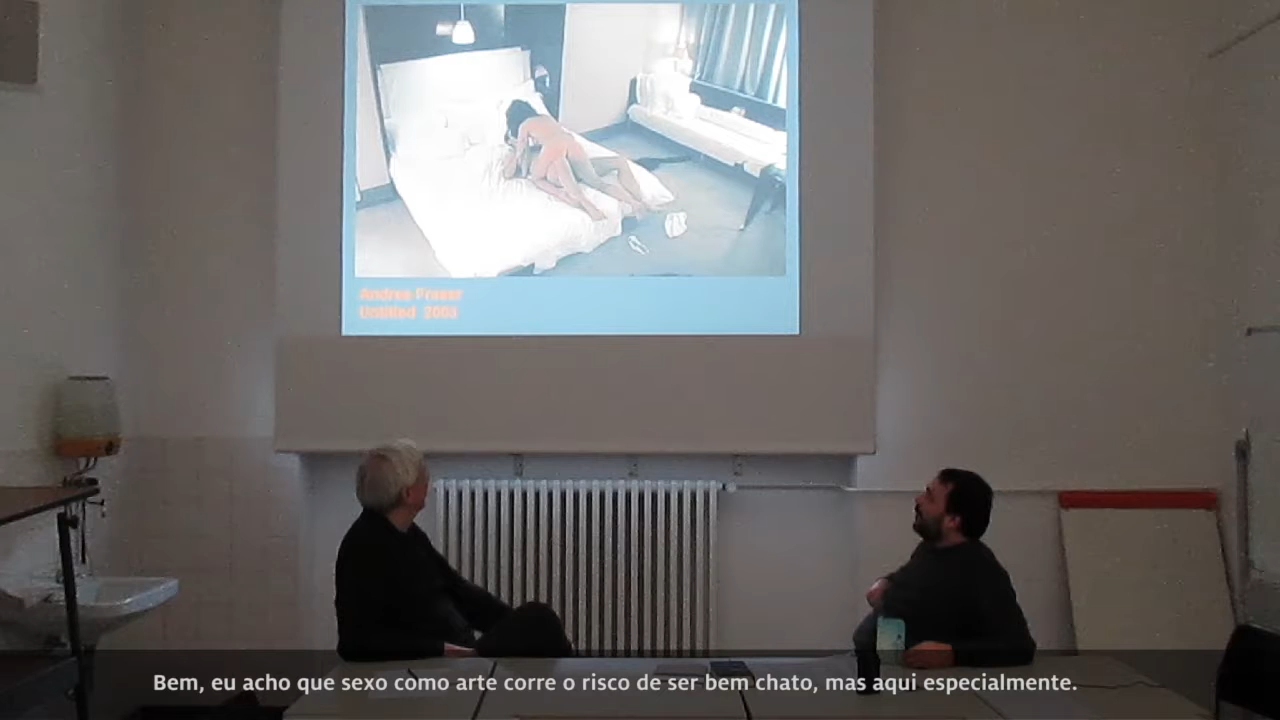 Andrea Fraser
Untitled 2003
Bem, eu acho que sexo como arte corre o risco de ser bem chato, mas aqui especialmente.